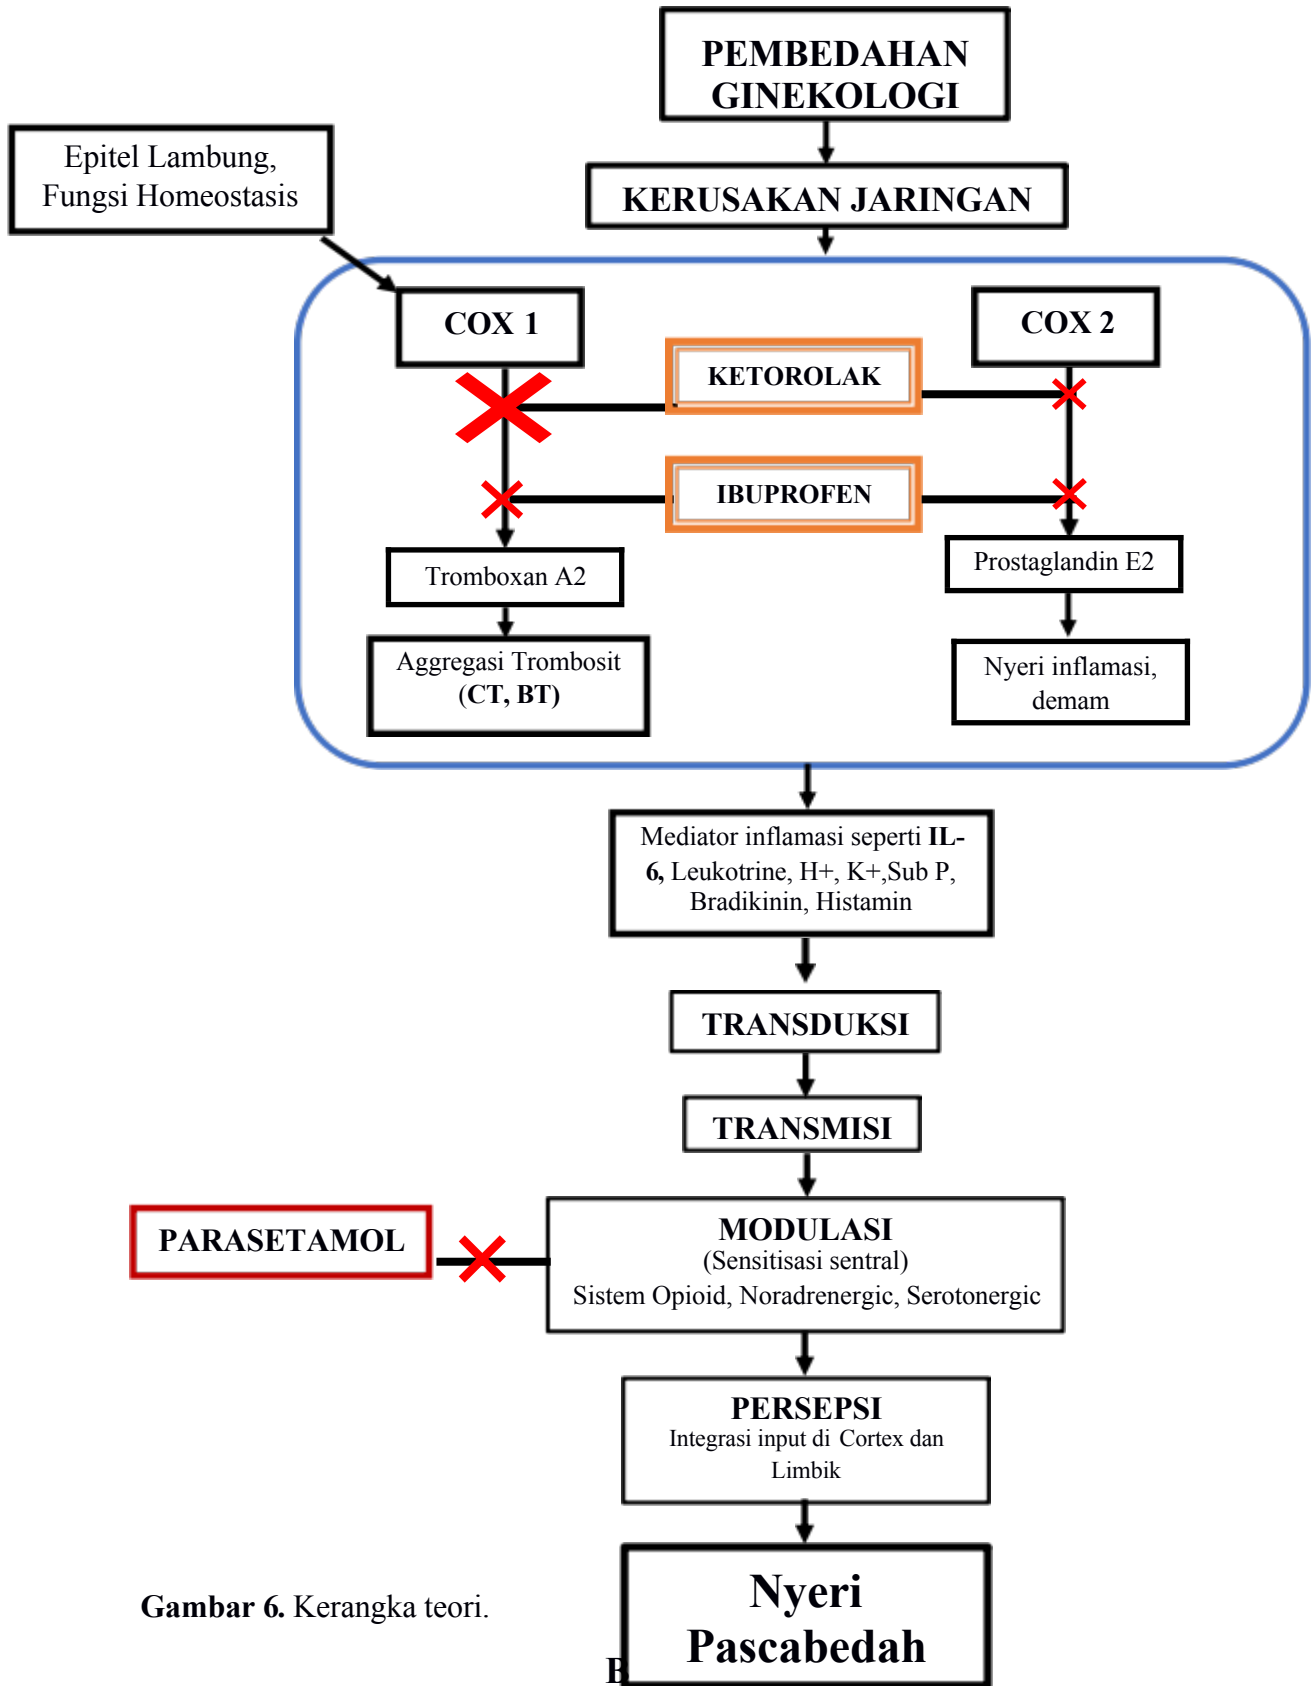 PEMBEDAHAN
GINEKOLOGI
Epitel Lambung,
Fungsi Homeostasis
KERUSAKAN JARINGAN
COX 1
COX 2
KETOROLAK
IBUPROFEN
Tromboxan A2
Prostaglandin E2
Aggregasi Trombosit
(CT, BT)
Nyeri inflamasi,
demam
Mediator inflamasi seperti IL-
6, Leukotrine, H+, K+,Sub P,
Bradikinin, Histamin
TRANSDUKSI
TRANSMISI
PARASETAMOL
MODULASI
(Sensitisasi sentral)
Sistem Opioid, Noradrenergic, Serotonergic
PERSEPSI
Integrasi input di Cortex dan
Limbik
Nyeri
Pascabedah
Gambar 6. Kerangka teori.
B